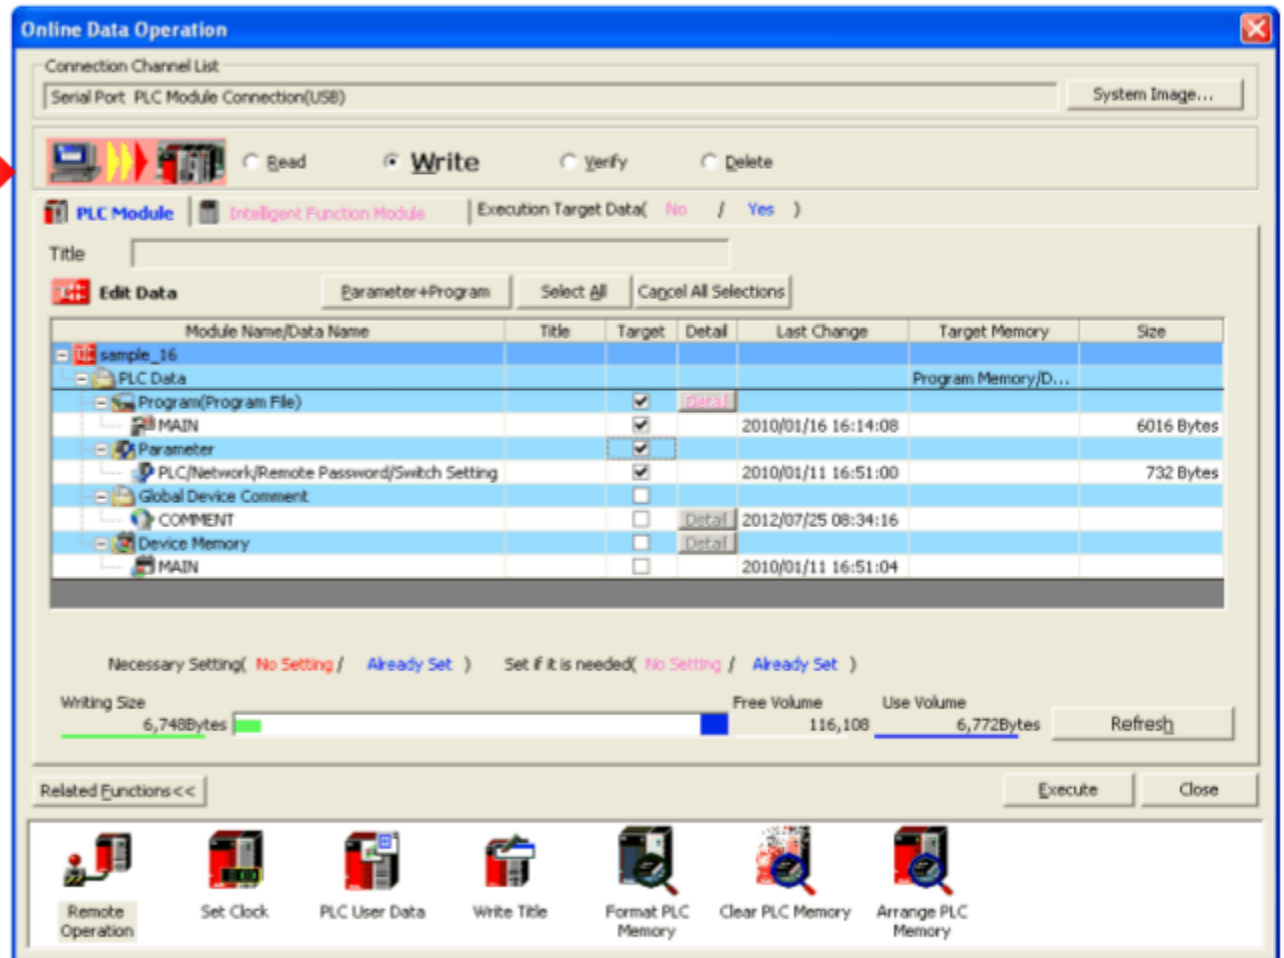 Online Data Operation
Connection Channel List
Serial Port PLC Module Connection(USB)
System Image...
Read Write Verify Delete
PLC Module Intelligent Function Module Execution Target Data( No / Yes )
Title
Edit Data Parameter+Program Select All Cancel All Selections
Module Name/Data Name Title Target Detail Last Change Target Memory Size
sample_16
PLC Data Program Memory/D...
Program(Program File) Detail
MAIN 2010/01/16 16:14:08 6016 Bytes
Parameter
PLC/Network/Remote Password/Switch Setting 2010/01/11 16:51:00 732 Bytes
Global Device Comment
COMMENT Detail 2012/07/25 08:34:16
Device Memory Detail
MAIN 2010/01/11 16:51:04
Necessary Setting( No Setting / Already Set ) Set if it is needed( No Setting / Already Set )
Writing Size Free Volume Use Volume
6,748Bytes 116,108 6,772Bytes Refresh
Related Functions<< Execute Close
Remote Operation
Set Clock
PLC User Data
Write Title
Format PLC Memory
Clear PLC Memory
Arrange PLC Memory